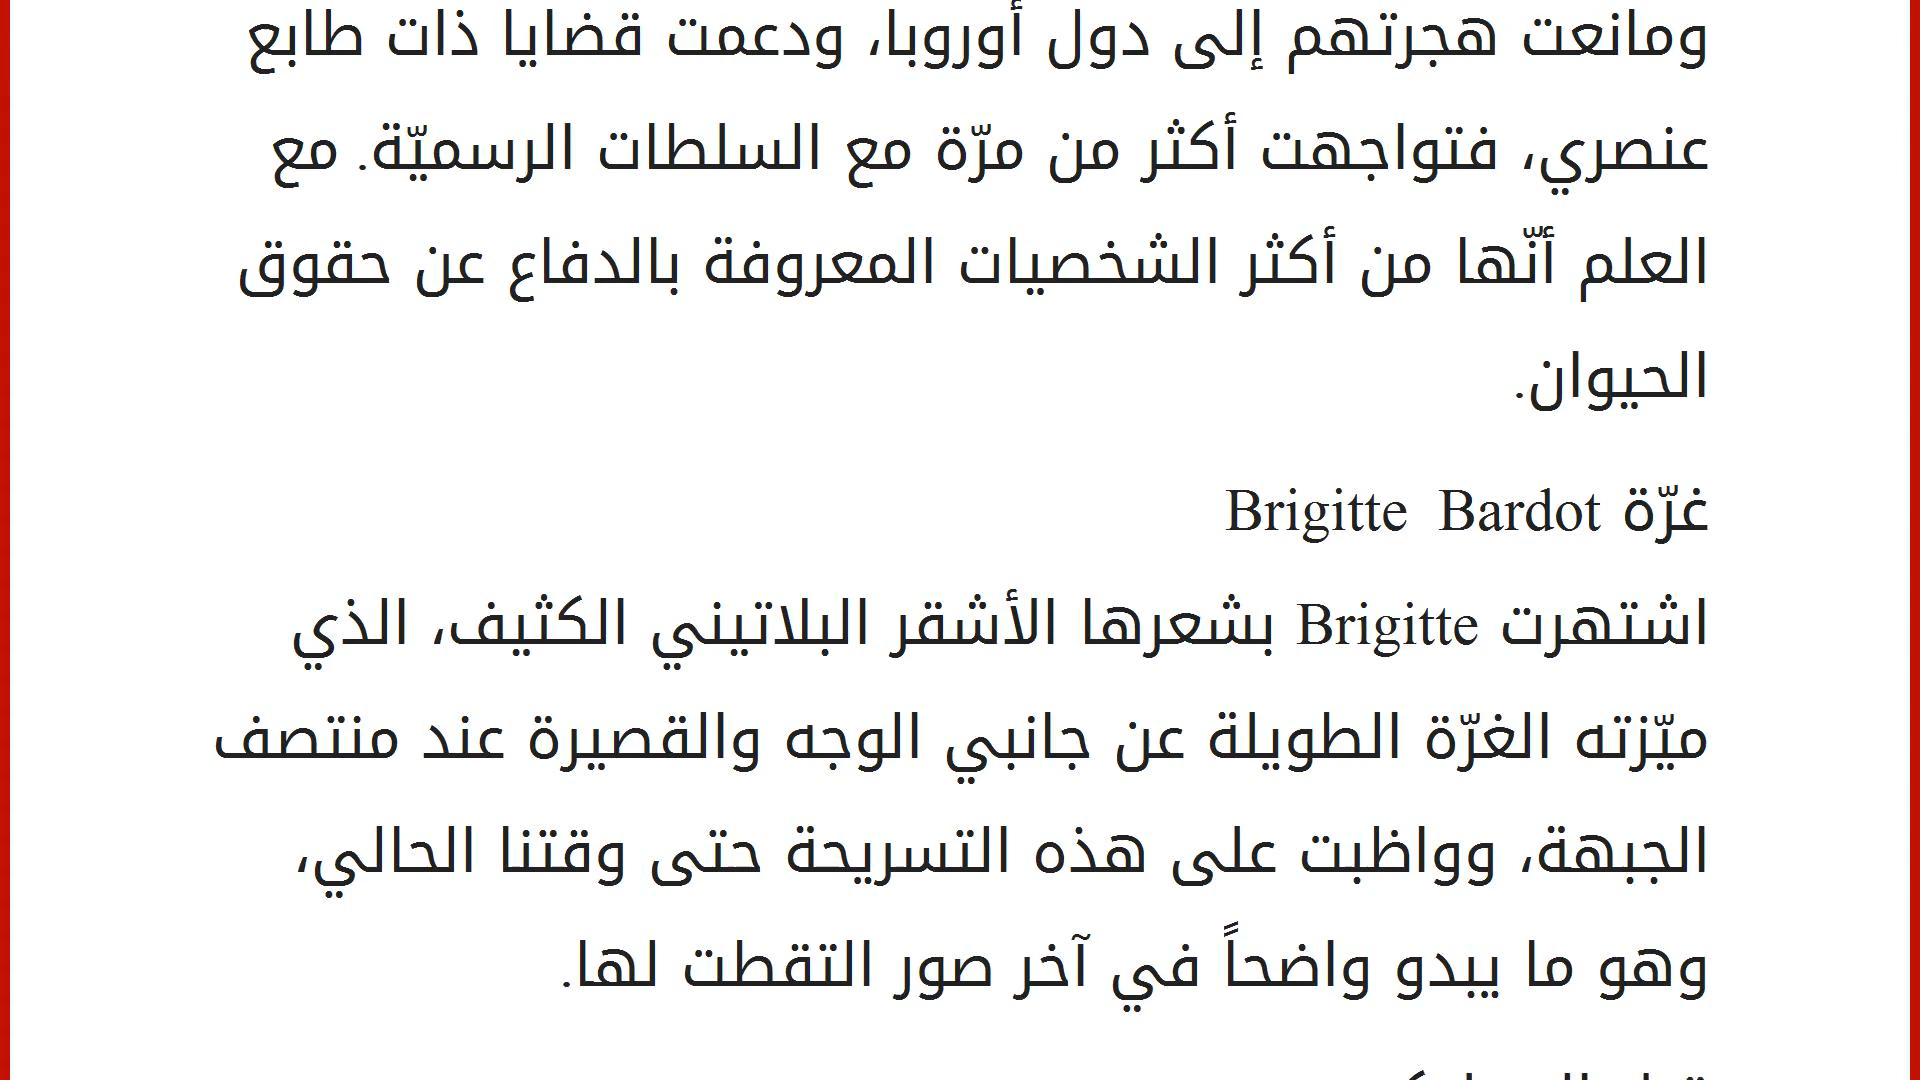 ومانعت هجرتهم إلى دول أوروبا، ودعمت قضايا ذات طابع
عنصري، فتواجهت أكثر من مرّة مع السلطات الرسميّة. مع
العلم أنّها من أكثر الشخصيات المعروفة بالدفاع عن حقوق
الحيوان.
غرّة Brigitte Bardot
اشتهرت Brigitte بشعرها الأشقر البلاتيني الكثيف، الذي
ميّزته الغرّة الطويلة عن جانبي الوجه والقصيرة عند منتصف
الجبهة، وواظبت على هذه التسريحة حتى وقتنا الحالي،
وهو ما يبدو واضحاً في آخر صور التقطت لها.